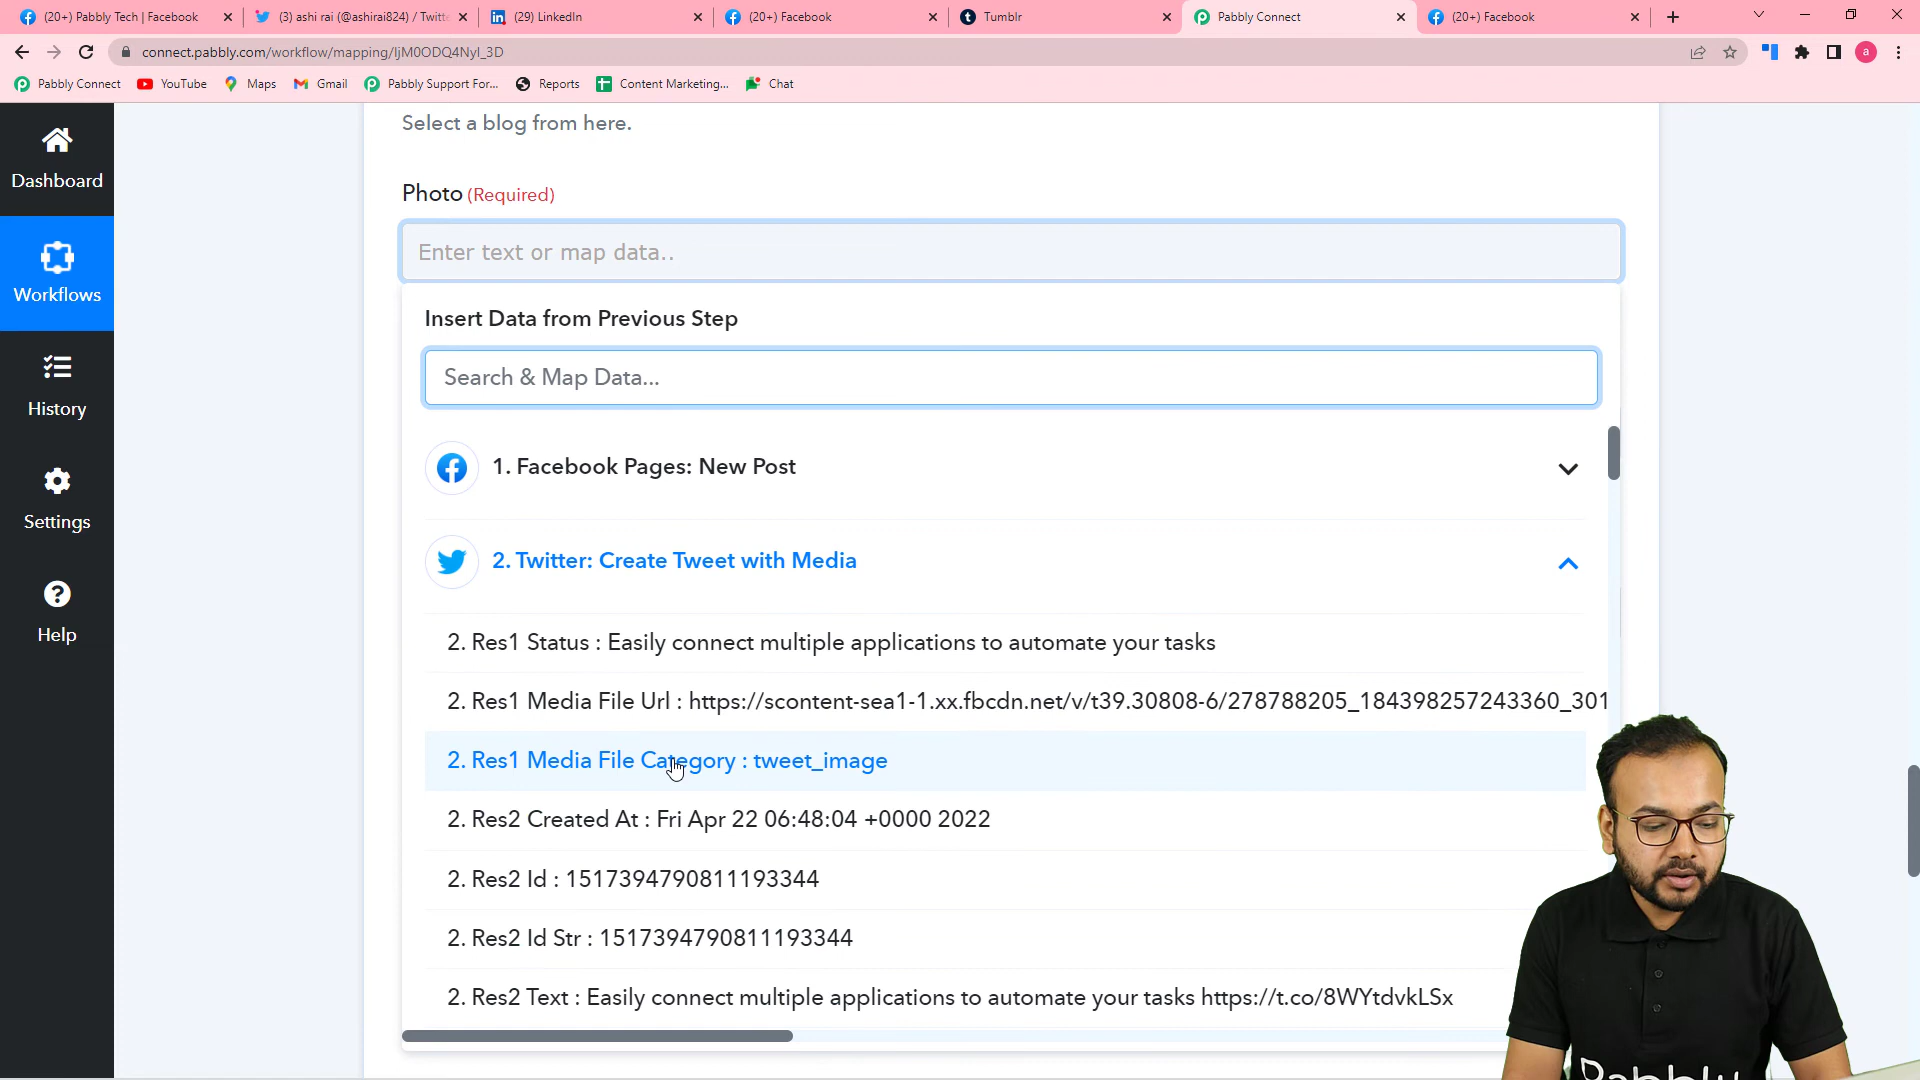 (20+) Pabbly Tech | Facebook
(3) ashi rai (@ashirai824) / Twitte
(29) LinkedIn
(20+) Facebook
Tumblr
Pabbly Connect
(20+) Facebook
connect.pabbly.com/workflow/mapping/IjM0ODQ4NyI_3D
a
Pabbly Connect
YouTube
Maps
Gmail
Pabbly Support For...
Reports
Content Marketing...
Chat
Dashboard
Workflows
History
Settings
Help
Select a blog from here.
Photo (Required)
Enter text or map data..
Insert Data from Previous Step
Search & Map Data...
1. Facebook Pages: New Post
2. Twitter: Create Tweet with Media
2. Res1 Status : Easily connect multiple applications to automate your tasks
2. Res1 Media File Url : https://scontent-sea1-1.xx.fbcdn.net/v/t39.30808-6/278788205_184398257243360_301
2. Res1 Media File Category : tweet_image
2. Res2 Created At : Fri Apr 22 06:48:04 +0000 2022
2. Res2 Id : 1517394790811193344
2. Res2 Id Str : 1517394790811193344
2. Res2 Text : Easily connect multiple applications to automate your tasks https://t.co/8WYtdvkLSx
Pabbly